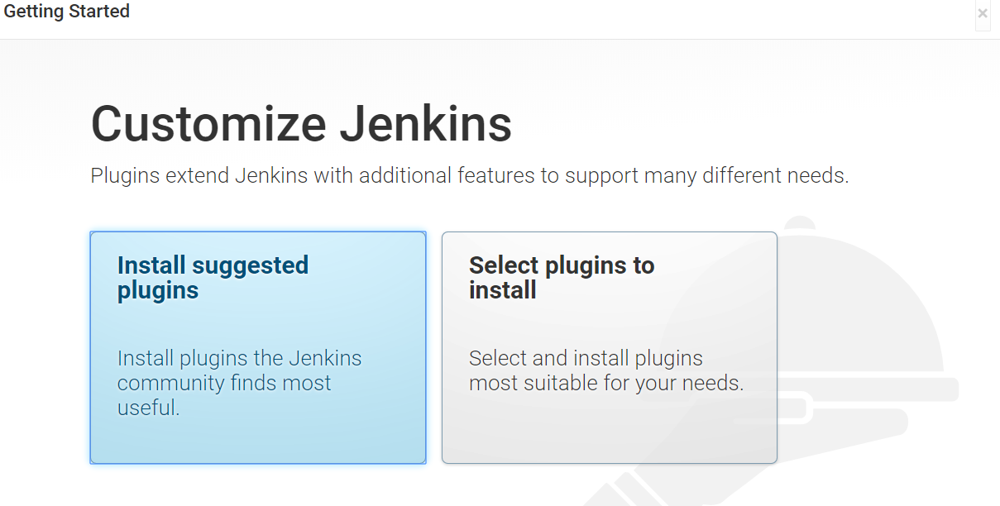 Getting Started
×
Customize Jenkins
Plugins extend Jenkins with additional features to support many different needs.
Install suggested
plugins
Install plugins the Jenkins
community finds most
useful.
Select plugins to
install
Select and install plugins
most suitable for your needs.